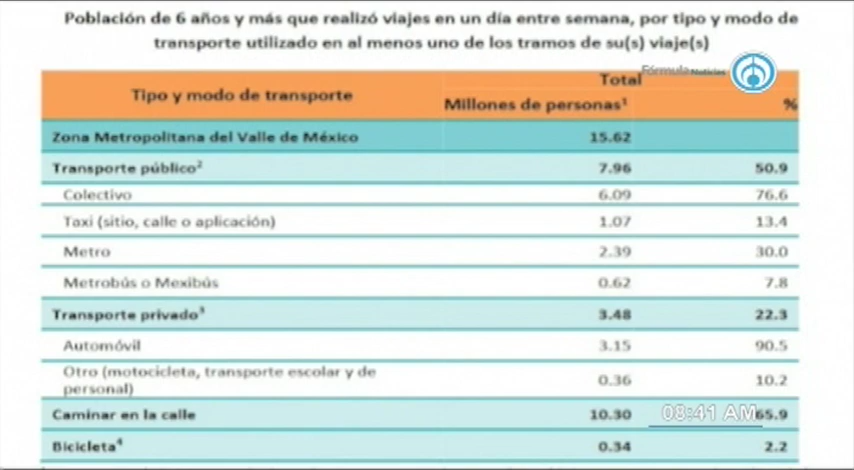 Población de 6 años y más que realizó viajes en un día entre semana, por tipo y modo de
transporte utilizado en al menos uno de los tramos de su(s) viaje(s)
Fórmula Noticias
Tipo y modo de transporte Total
Millones de personas¹ %
Zona Metropolitana del Valle de México 15.62
Transporte público² 7.96 50.9
Colectivo 6.09 76.6
Taxi (sitio, calle o aplicación) 1.07 13.4
Metro 2.39 30.0
Metrobús o Mexibús 0.62 7.8
Transporte privado³ 3.48 22.3
Automóvil 3.15 90.5
Otro (motocicleta, transporte escolar y de
personal) 0.36 10.2
Caminar en la calle 10.30 65.9
08:41 AM
Bicicleta⁴ 0.34 2.2